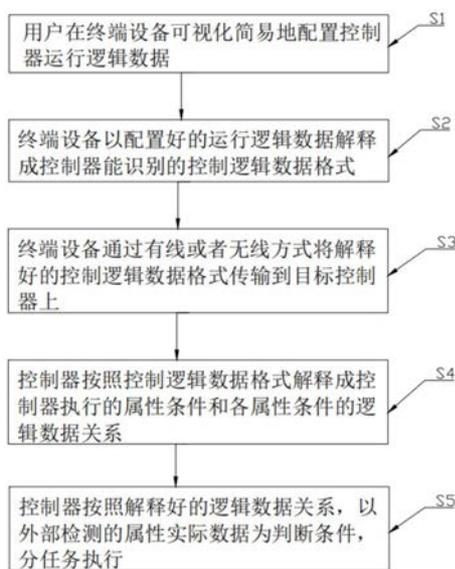 用户在终端设备可视化简易地配置控制
器运行逻辑数据
S1
终端设备以配置好的运行逻辑数据解释
成控制器能识别的控制逻辑数据格式
S2
终端设备通过有线或者无线方式将解释
好的控制逻辑数据格式传输到目标控制
器上
S3
控制器按照控制逻辑数据格式解释成控
制器执行的属性条件和各属性条件的逻
辑数据关系
S4
控制器按照解释好的逻辑数据关系，以
外部检测的属性实际数据为判断条件，
分任务执行
S5